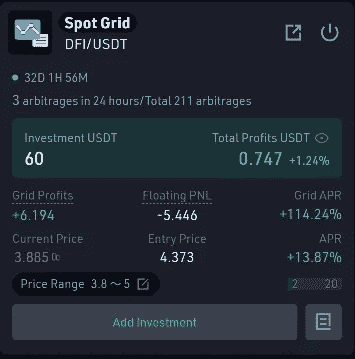 Spot Grid
DFI/USDT
32D 1H 56M
3 arbitrages in 24 hours/Total 211 arbitrages
Investment USDT Total Profits USDT
60 0.747 +1.24%
Grid Profits Floating PNL Grid APR
+6.194 -5.446 +114.24%
Current Price Entry Price APR
3.885 4.373 +13.87%
Price Range 3.8 ~ 5 2 20
Add Investment